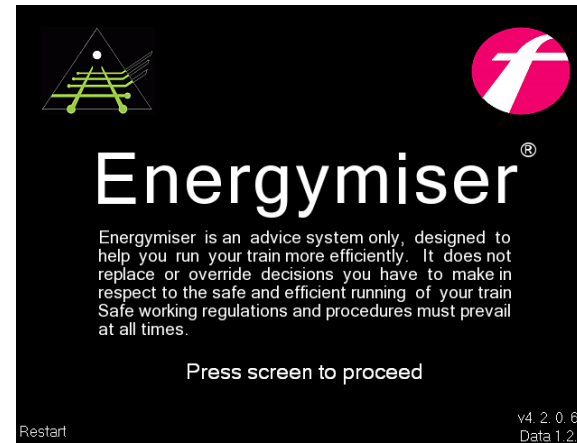 Energymiser®
Energymiser is an advice system only, designed to
help you run your train more efficiently. It does not
replace or override decisions you have to make in
respect to the safe and efficient running of your train
Safe working regulations and procedures must prevail
at all times.
Press screen to proceed
v4. 2. 0. 6
Restart
Data 1.2.